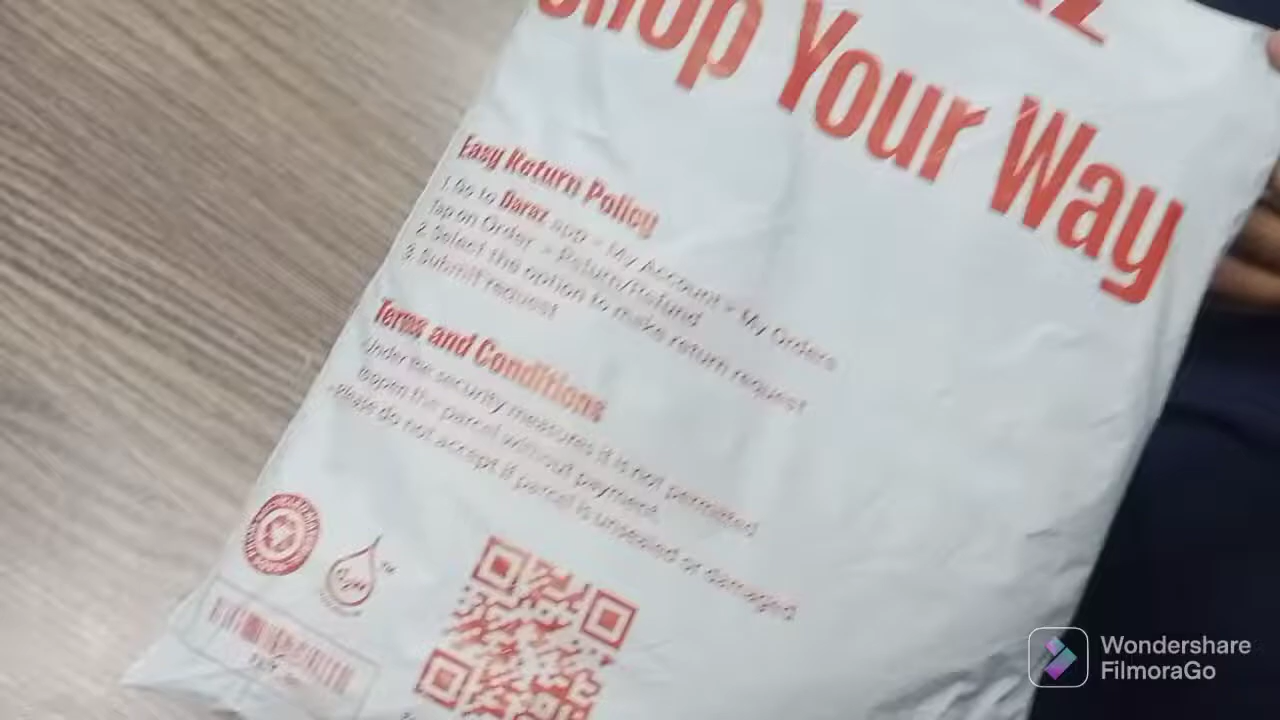 Shop Your Way
Easy Return Policy
1. Go to Daraz app > My Account > My Orders
Tap on Order > Return/Refund
2. Select the option to make return request
3. Submit request
Terms and Conditions
Under the security measures it is not permitted
to open the parcel without payment.
please do not accept if parcel is unsealed or damaged
Wondershare
FilmoraGo